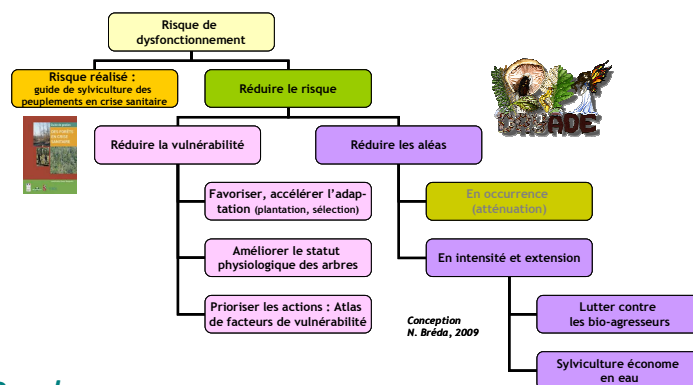 Risque de
dysfonctionnement
Risque réalisé :
guide de sylviculture des
peuplements en crise sanitaire
Réduire le risque
Réduire la vulnérabilité
Réduire les aléas
Favoriser, accélérer l’adap-
tation (plantation, sélection)
En occurrence
(atténuation)
Améliorer le statut
physiologique des arbres
En intensité et extension
Prioriser les actions : Atlas
de facteurs de vulnérabilité
Conception
N. Bréda, 2009
Lutter contre
les bio-agresseurs
Sylviculture économe
en eau